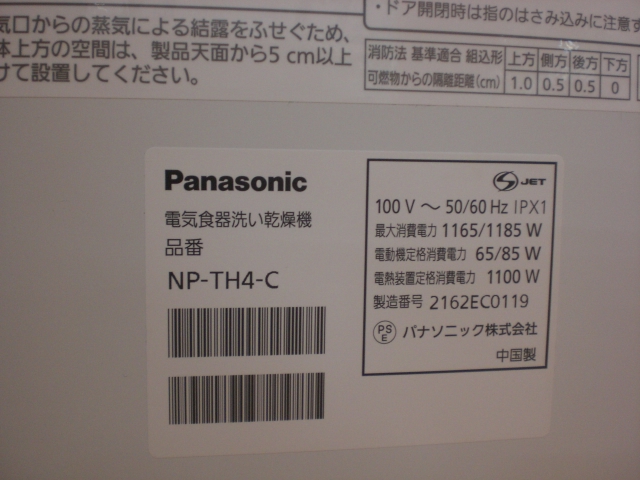 気口からの蒸気による結露をふせぐため、
体上方の空間は、製品天面から5 cm以上
けて設置してください。
・ドア開閉時は指のはさみ込みに注意す
消防法 基準適合 組込形 上方 側方 後方 下方
可燃物からの隔離距離(cm) 1.0 0.5 0.5 0
Panasonic
電気食器洗い乾燥機
品番
NP-TH4-C
JET
100 V ～ 50/60 Hz IPX1
最大消費電力 1165/1185 W
電動機定格消費電力 65/85 W
電熱装置定格消費電力 1100 W
製造番号 2162EC0119
PS
E パナソニック株式会社
中国製